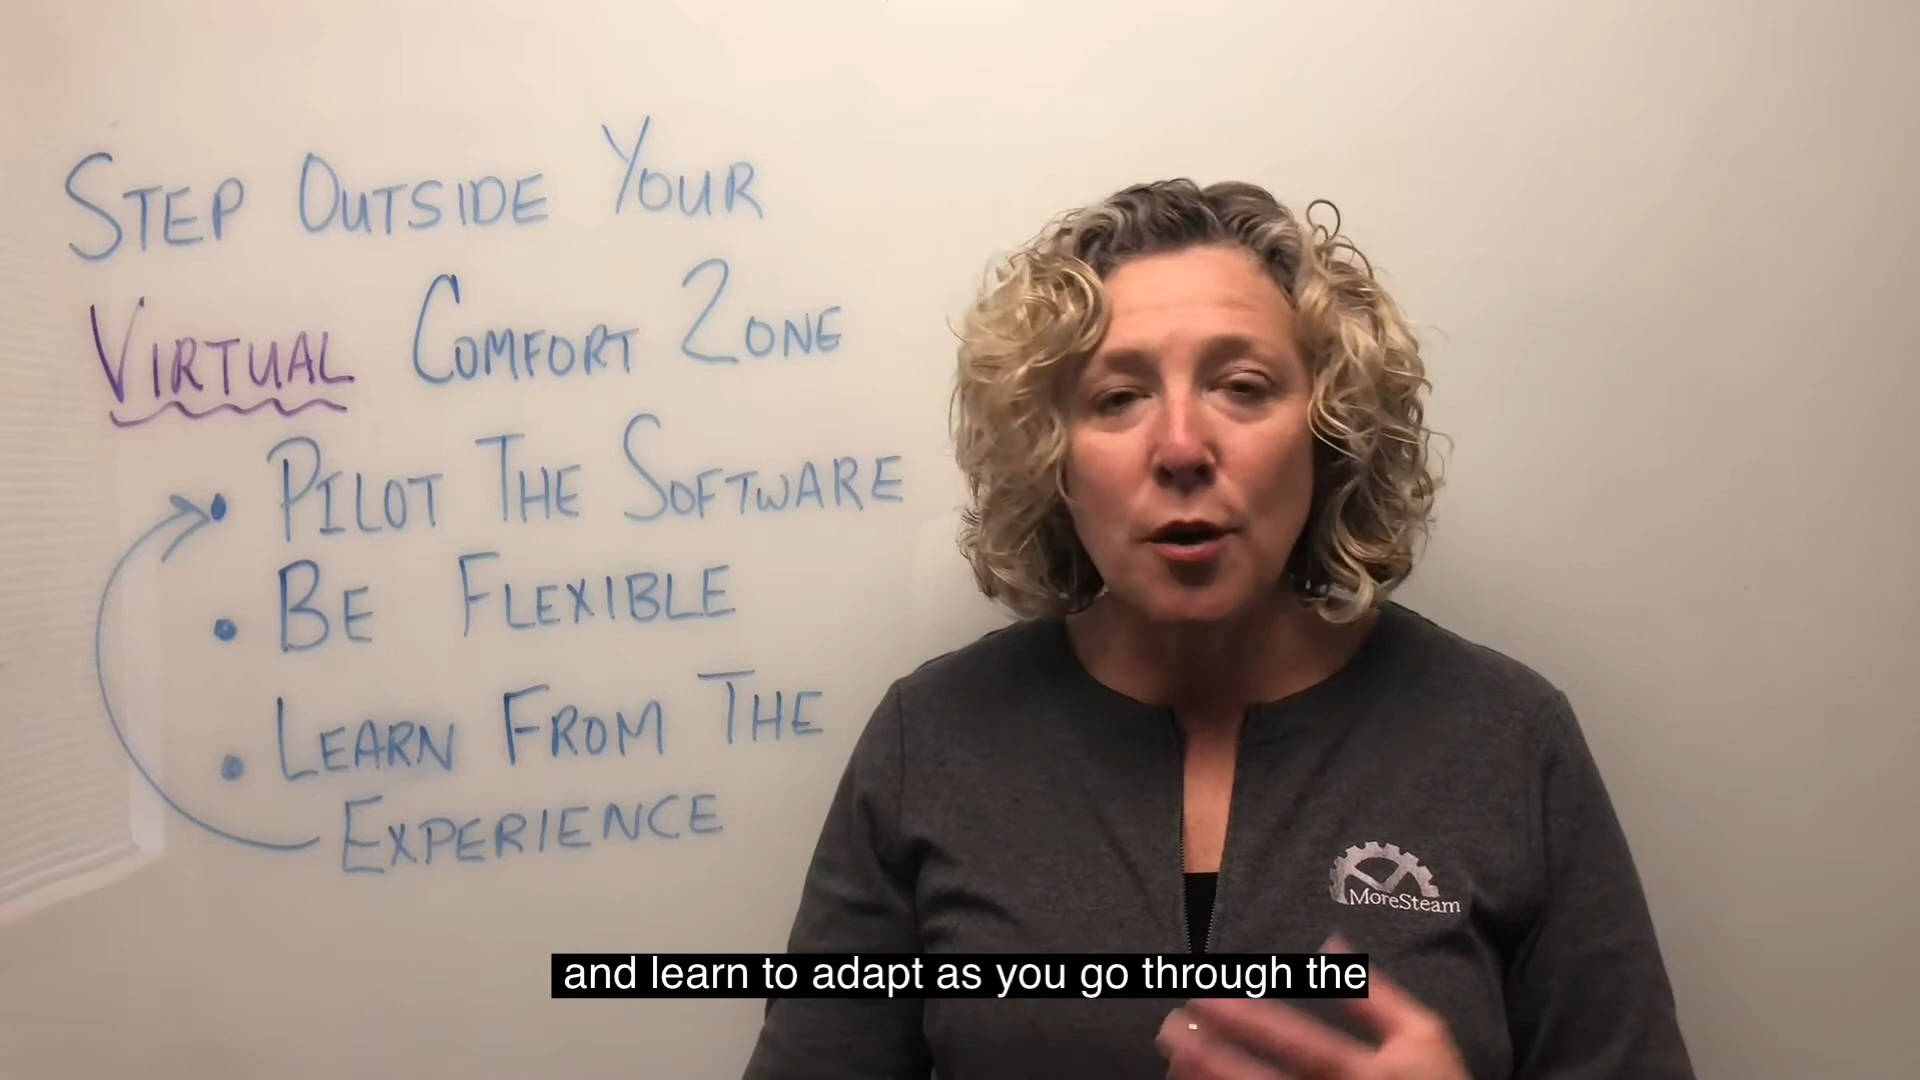 STEP OUTSIDE YOUR
VIRTUAL COMFORT ZONE
• PILOT THE SOFTWARE
• BE FLEXIBLE
• LEARN FROM THE
EXPERIENCE
MoreSteam
and learn to adapt as you go through the